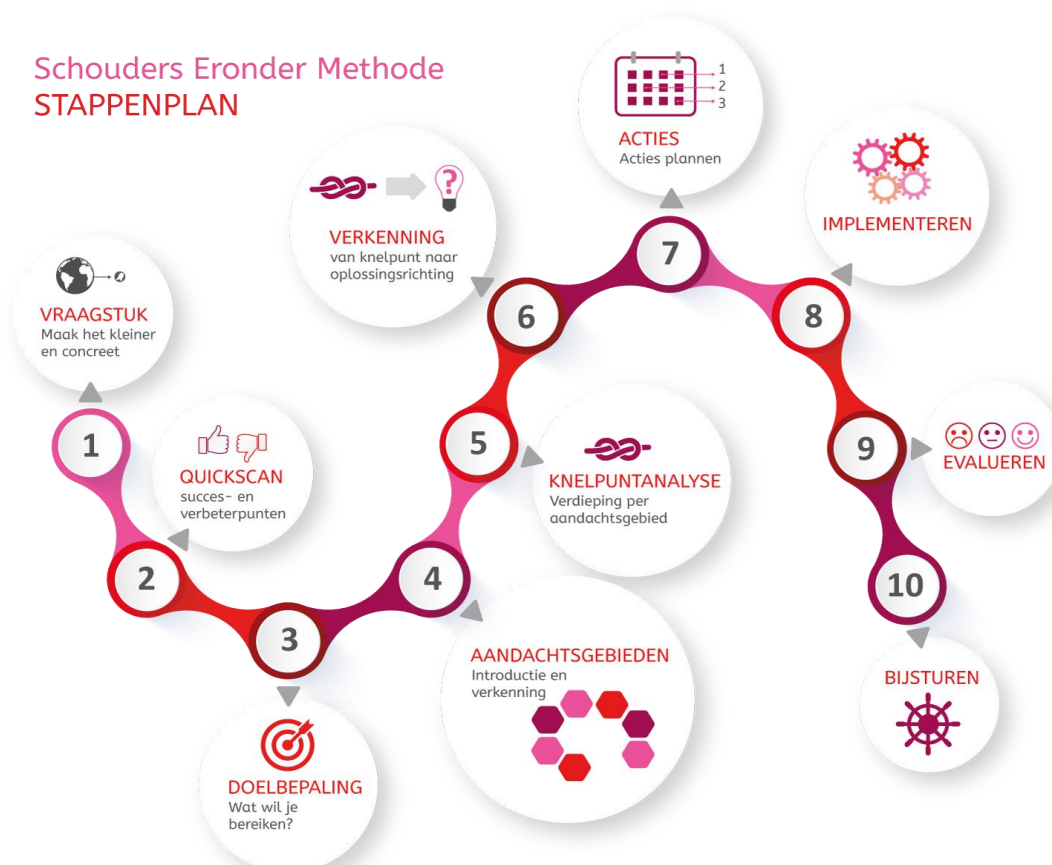 Schouders Eronder Methode
STAPPENPLAN
1
VRAAGSTUK
Maak het kleiner
en concreet
2
QUICKSCAN
succes- en
verbeterpunten
3
DOELBEPALING
Wat wil je
bereiken?
4
AANDACHTSGEBIEDEN
Introductie en
verkenning
5
KNELPUNTANALYSE
Verdieping per
aandachtsgebied
6
?
VERKENNING
van knelpunt naar
oplossingsrichting
7
1
2
3
ACTIES
Acties plannen
8
IMPLEMENTEREN
9
EVALUEREN
10
BIJSTUREN